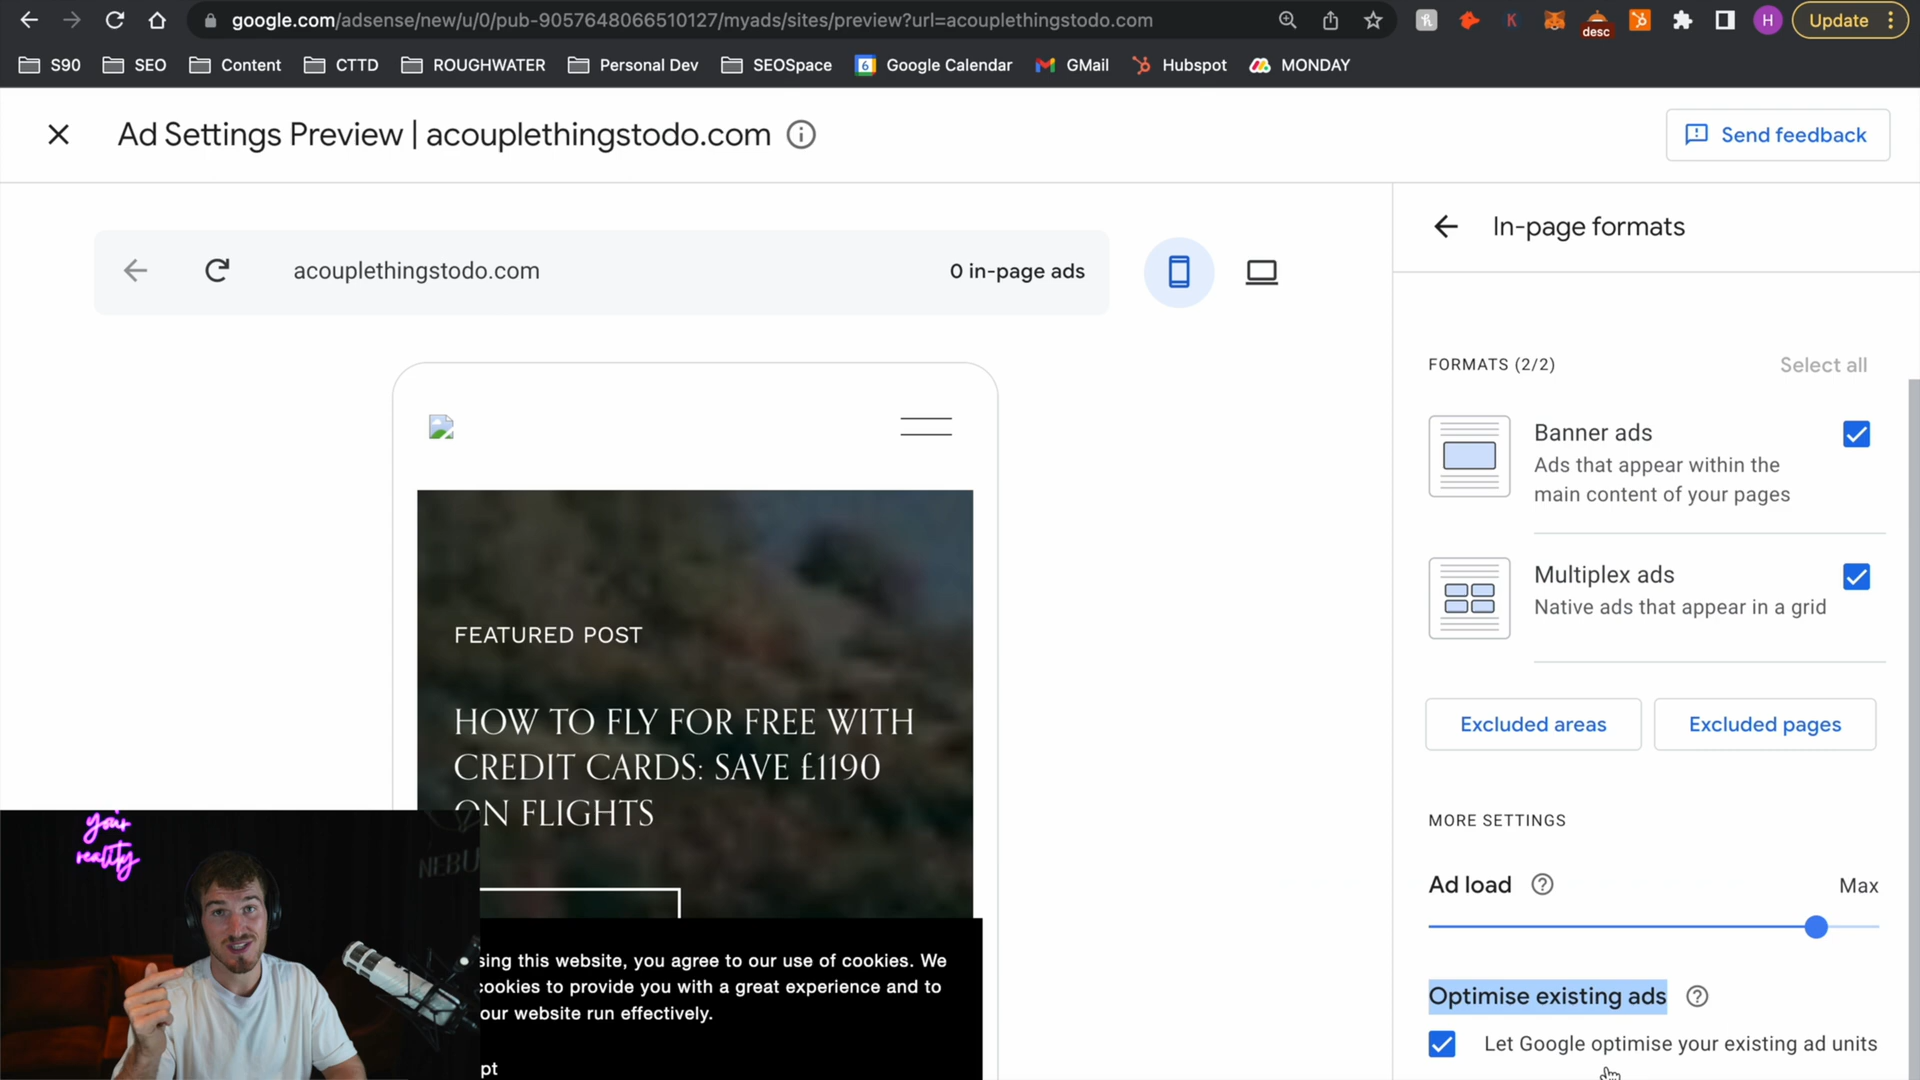 google.com/adsense/new/u/0/pub-9057648066510127/myads/sites/preview?url=acouplethingstodo.com
K
desc
H
Update
S90
SEO
Content
CTTD
ROUGHWATER
Personal Dev
SEOSpace
6
Google Calendar
GMail
Hubspot
MONDAY
Ad Settings Preview | acouplethingstodo.com
Send feedback
acouplethingstodo.com
0 in-page ads
In-page formats
FORMATS (2/2)
Select all
Banner ads
Ads that appear within the
main content of your pages
Multiplex ads
Native ads that appear in a grid
Excluded areas
Excluded pages
MORE SETTINGS
Ad load
Max
Optimise existing ads
Let Google optimise your existing ad units
FEATURED POST
HOW TO FLY FOR FREE WITH
CREDIT CARDS: SAVE £1190
ON FLIGHTS
sing this website, you agree to our use of cookies. We
cookies to provide you with a great experience and to
our website run effectively.
pt
your
reality
NEBU